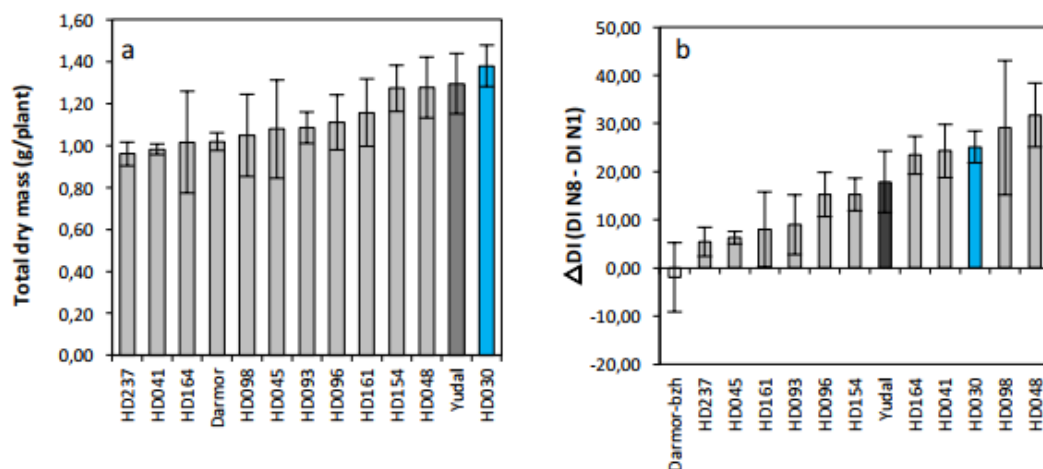 a
Total dry mass (g/plant)
1,60
1,40
1,20
1,00
0,80
0,60
0,40
0,20
0,00
HD237
HD041
HD164
Darmor
HD098
HD045
HD093
HD096
HD161
HD154
HD048
Yudal
HD030
b
ΔDI (DI N8 - DI N1)
50,00
40,00
30,00
20,00
10,00
0,00
-10,00
-20,00
Darmor-bzh
HD237
HD045
HD161
HD093
HD096
HD154
Yudal
HD164
HD041
HD030
HD098
HD048